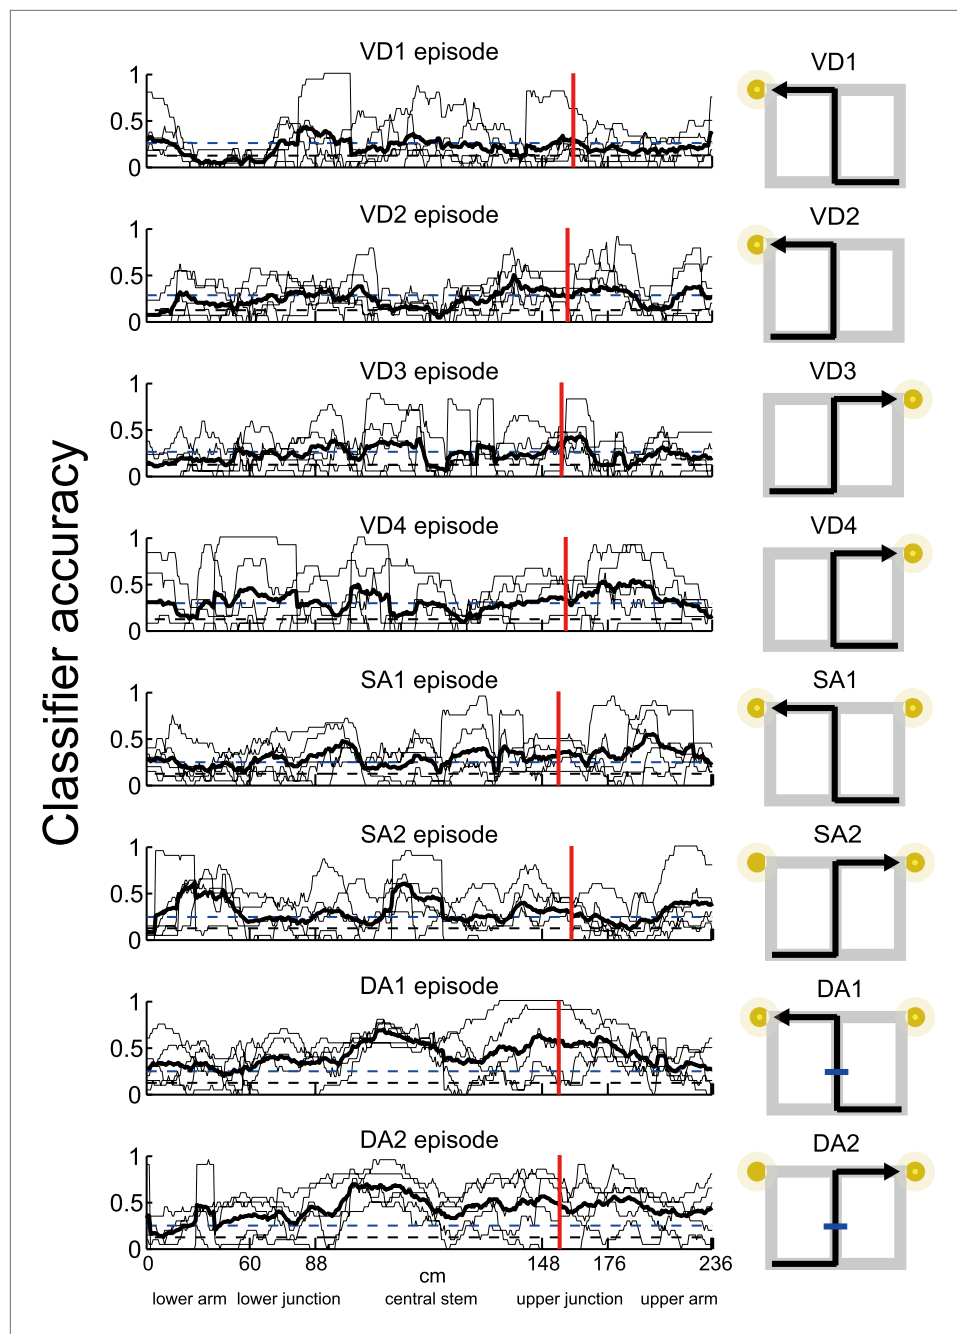 Classifier accuracy
VD1 episode
1
0.5
0
VD1
VD2 episode
1
0.5
0
VD2
VD3 episode
1
0.5
0
VD3
VD4 episode
1
0.5
0
VD4
SA1 episode
1
0.5
0
SA1
SA2 episode
1
0.5
0
SA2
DA1 episode
1
0.5
0
DA1
DA2 episode
1
0.5
0
DA2
0 60 88 148 176 236
cm
lower arm lower junction central stem upper junction upper arm